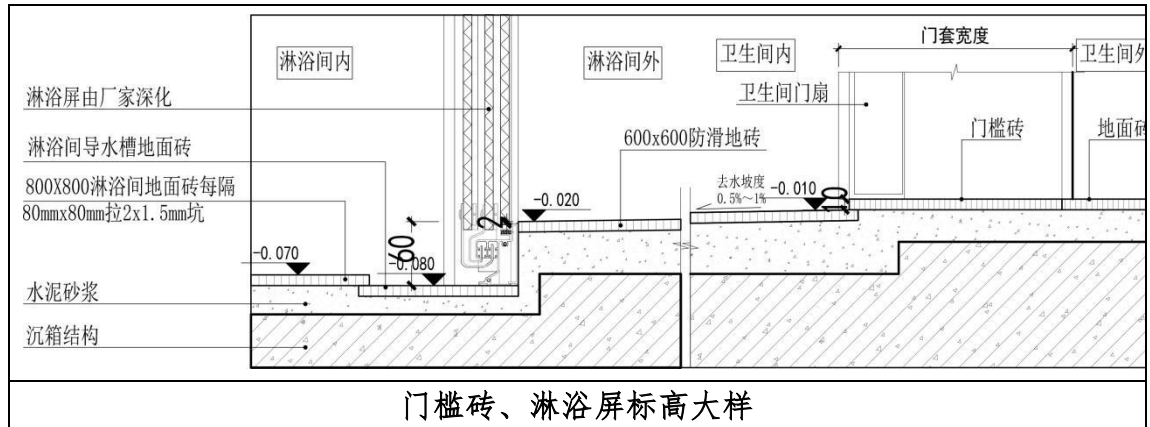 门套宽度
淋浴间内
淋浴间外
卫生间内
卫生间外
淋浴屏由厂家深化
卫生间门扇
淋浴间导水槽地面砖
600x600防滑地砖
门槛砖
地面砖
800X800淋浴间地面砖每隔
80mmx80mm拉2x1.5mm坑
去水坡度
0.5%~1%
-0.010
10
-0.020
2
60
-0.070
-0.080
水泥砂浆
沉箱结构
门槛砖、淋浴屏标高大样